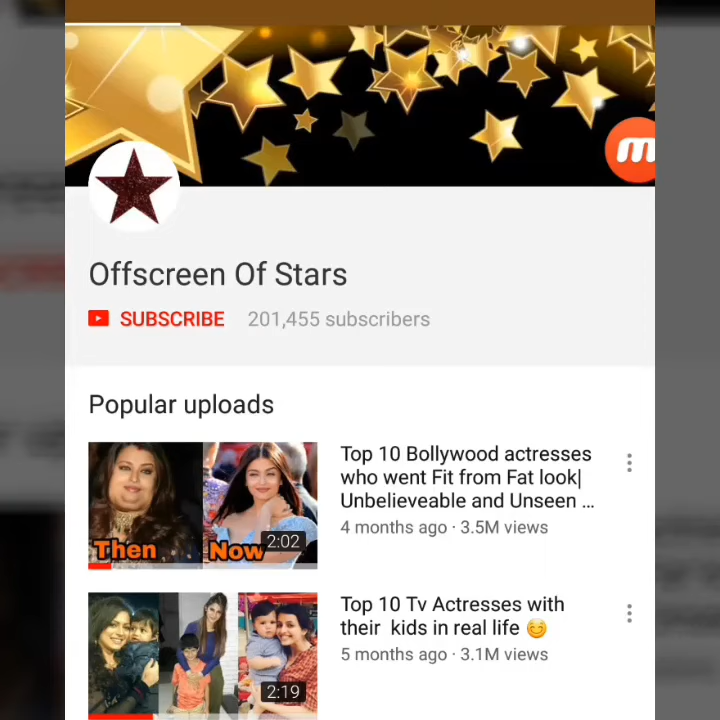 m
Offscreen Of Stars
SUBSCRIBE 201,455 subscribers
Popular uploads
Top 10 Bollywood actresses
who went Fit from Fat look|
Unbelieveable and Unseen ...
4 months ago · 3.5M views
Then Now 2:02
Top 10 Tv Actresses with
their kids in real life 😊
5 months ago · 3.1M views
2:19